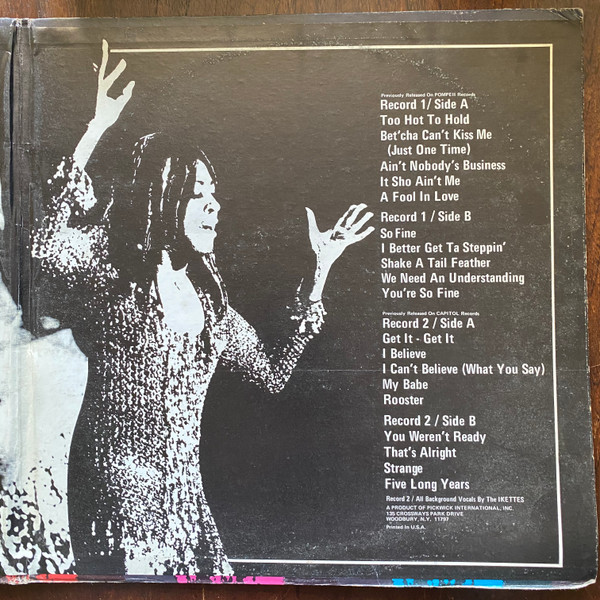 Previously Released On POMPEII Records
Record 1/ Side A
Too Hot To Hold
Bet'cha Can't Kiss Me
(Just One Time)
Ain't Nobody's Business
It Sho Ain't Me
A Fool In Love
Record 1 / Side B
So Fine
I Better Get Ta Steppin'
Shake A Tail Feather
We Need An Understanding
You're So Fine
Previously Released On CAPITOL Records
Record 2 / Side A
Get It - Get It
I Believe
I Can't Believe (What You Say)
My Babe
Rooster
Record 2 / Side B
You Weren't Ready
That's Alright
Strange
Five Long Years
Record 2 / All Background Vocals By The IKETTES
A PRODUCT OF PICKWICK INTERNATIONAL, INC.
135 CROSSWAYS PARK DRIVE
WOODBURY, N.Y. 11797
Printed In U.S.A.